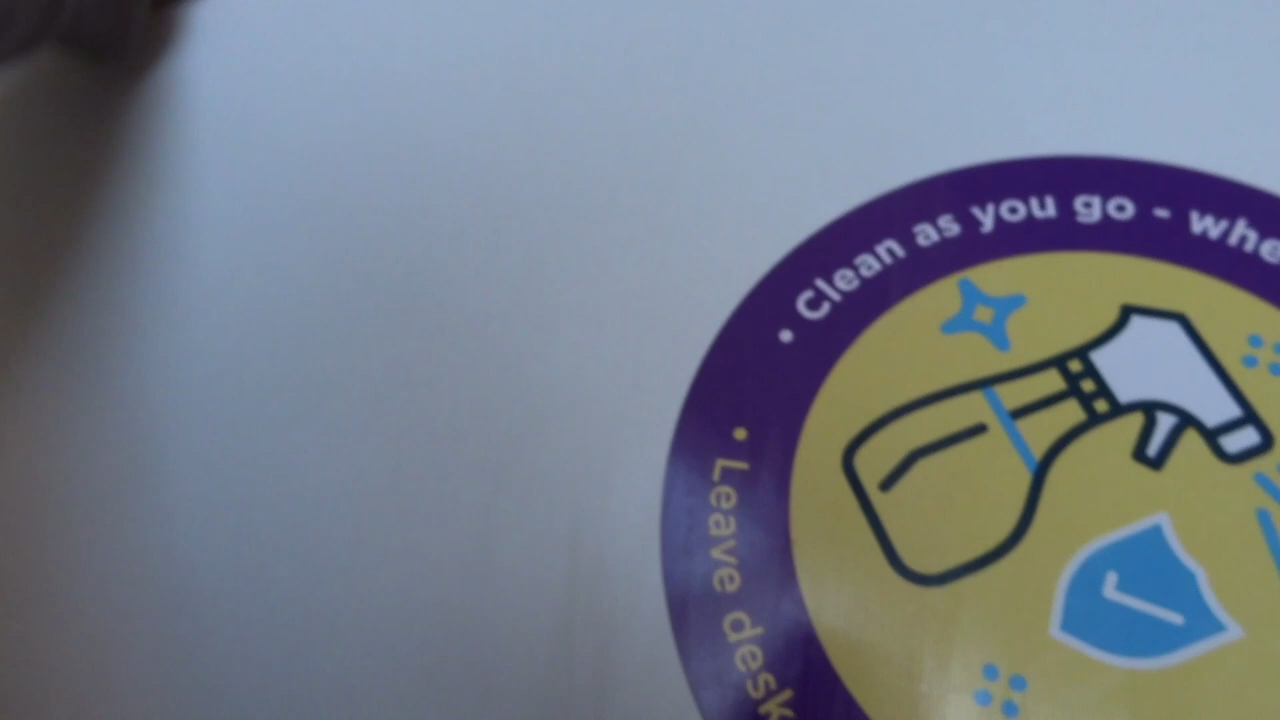 • Clean as you go -
• Leave